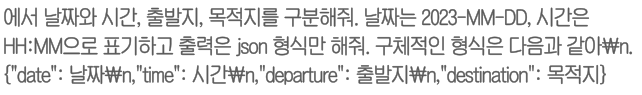 에서 날짜와 시간, 출발지, 목적지를 구분해줘. 날짜는 2023-MM-DD, 시간은
HH:MM으로 표기하고 출력은 json 형식만 해줘. 구체적인 형식은 다음과 같아₩n.
{"date": 날짜₩n,"time": 시간₩n,"departure": 출발지₩n,"destination": 목적지}